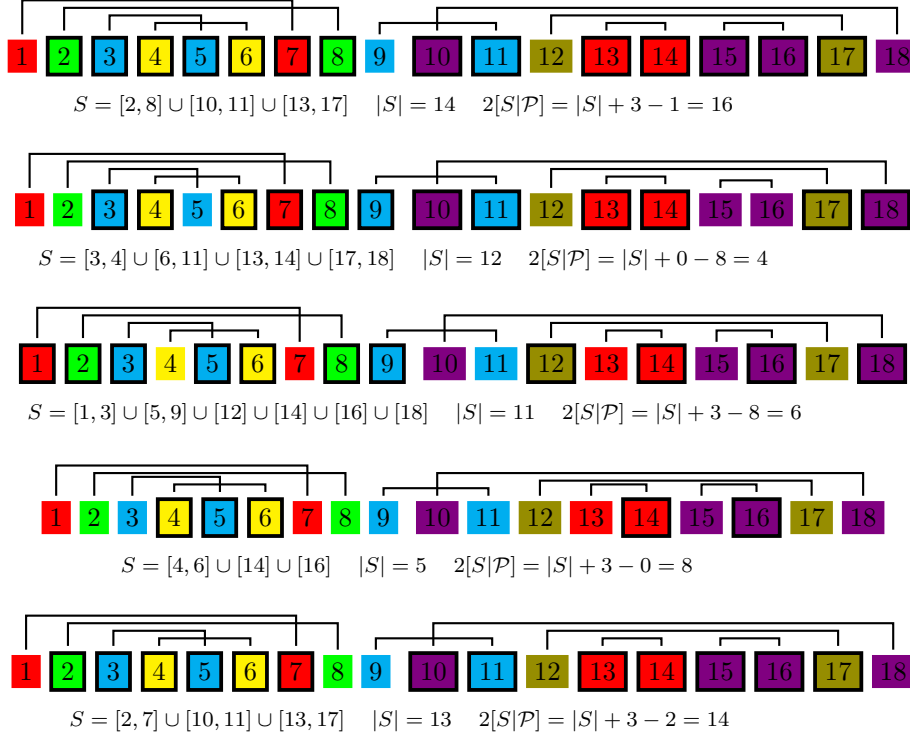 1 2 3 4 5 6 7 8 9 10 11 12 13 14 15 16 17 18
S = [2, 8] ∪ [10, 11] ∪ [13, 17] |S| = 14 2[S|𝒫] = |S| + 3 − 1 = 16
1 2 3 4 5 6 7 8 9 10 11 12 13 14 15 16 17 18
S = [3, 4] ∪ [6, 11] ∪ [13, 14] ∪ [17, 18] |S| = 12 2[S|𝒫] = |S| + 0 − 8 = 4
1 2 3 4 5 6 7 8 9 10 11 12 13 14 15 16 17 18
S = [1, 3] ∪ [5, 9] ∪ [12] ∪ [14] ∪ [16] ∪ [18] |S| = 11 2[S|𝒫] = |S| + 3 − 8 = 6
1 2 3 4 5 6 7 8 9 10 11 12 13 14 15 16 17 18
S = [4, 6] ∪ [14] ∪ [16] |S| = 5 2[S|𝒫] = |S| + 3 − 0 = 8
1 2 3 4 5 6 7 8 9 10 11 12 13 14 15 16 17 18
S = [2, 7] ∪ [10, 11] ∪ [13, 17] |S| = 13 2[S|𝒫] = |S| + 3 − 2 = 14